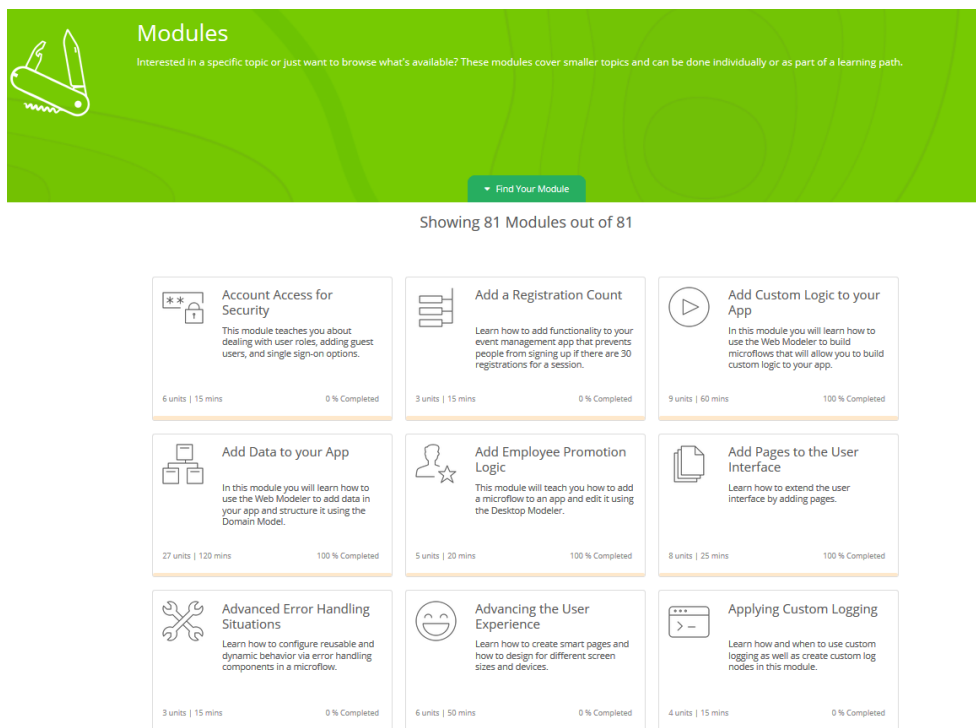 Modules
Interested in a specific topic or just want to browse what's available? These modules cover smaller topics and can be done individually or as part of a learning path.
Find Your Module
Showing 81 Modules out of 81
Account Access for
Security
This module teaches you about
dealing with user roles, adding guest
users, and single sign-on options.
6 units | 15 mins
0 % Completed
Add a Registration Count
Learn how to add functionality to your
event management app that prevents
people from signing up if there are 30
registrations for a session.
3 units | 15 mins
0 % Completed
Add Custom Logic to your
App
In this module you will learn how to
use the Web Modeler to build
microflows that will allow you to build
custom logic to your app.
9 units | 60 mins
100 % Completed
Add Data to your App
In this module you will learn how to
use the Web Modeler to add data in
your app and structure it using the
Domain Model.
27 units | 120 mins
100 % Completed
Add Employee Promotion
Logic
This module will teach you how to add
a microflow to an app and edit it using
the Desktop Modeler.
5 units | 20 mins
100 % Completed
Add Pages to the User
Interface
Learn how to extend the user
interface by adding pages.
8 units | 25 mins
100 % Completed
Advanced Error Handling
Situations
Learn how to configure reusable and
dynamic behavior via error handling
components in a microflow.
3 units | 15 mins
0 % Completed
Advancing the User
Experience
Learn how to create smart pages and
how to design for different screen
sizes and devices.
6 units | 50 mins
0 % Completed
Applying Custom Logging
Learn how and when to use custom
logging as well as create custom log
nodes in this module.
4 units | 15 mins
0 % Completed